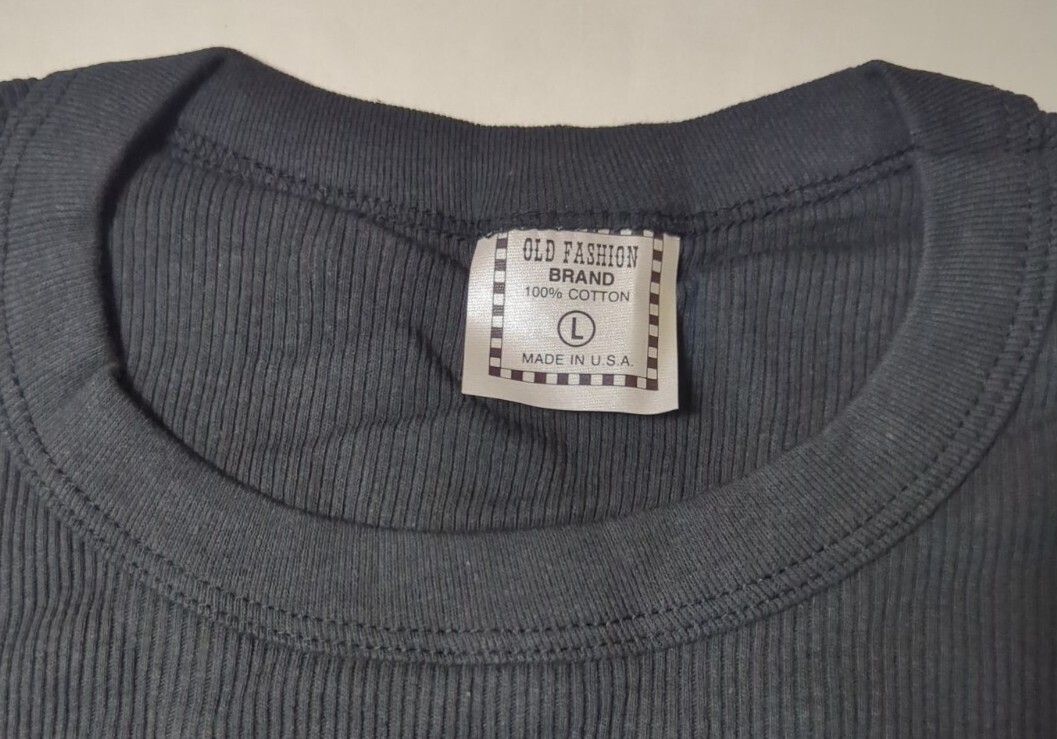 OLD FASHION
BRAND
100% COTTON
L
MADE IN U.S.A.